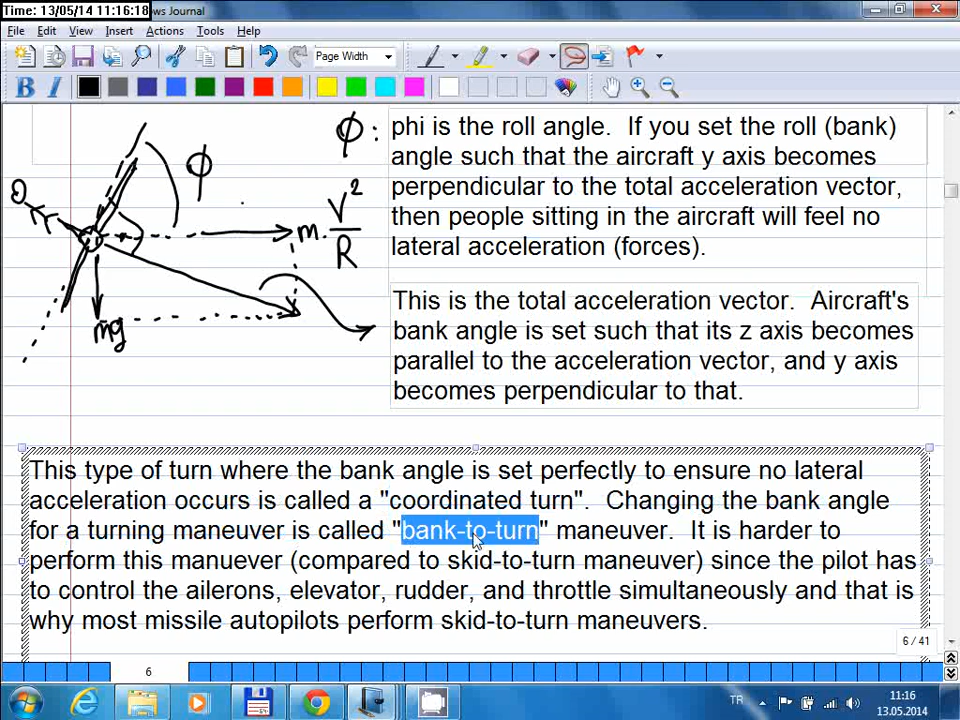 Time: 13/05/14 11:16:18
ws Journal
File Edit View Insert Actions Tools Help
Page Width
B I
ϕ
ϕ :
m. V²
R
mg
phi is the roll angle.  If you set the roll (bank)
angle such that the aircraft y axis becomes
perpendicular to the total acceleration vector,
then people sitting in the aircraft will feel no
lateral acceleration (forces).
This is the total acceleration vector.  Aircraft's
bank angle is set such that its z axis becomes
parallel to the acceleration vector, and y axis
becomes perpendicular to that.
This type of turn where the bank angle is set perfectly to ensure no lateral
acceleration occurs is called a "coordinated turn".  Changing the bank angle
for a turning maneuver is called "bank-to-turn" maneuver.  It is harder to
perform this manuever (compared to skid-to-turn maneuver) since the pilot has
to control the ailerons, elevator, rudder, and throttle simultaneously and that is
why most missile autopilots perform skid-to-turn maneuvers.
6 / 41
6
TR
11:16
13.05.2014